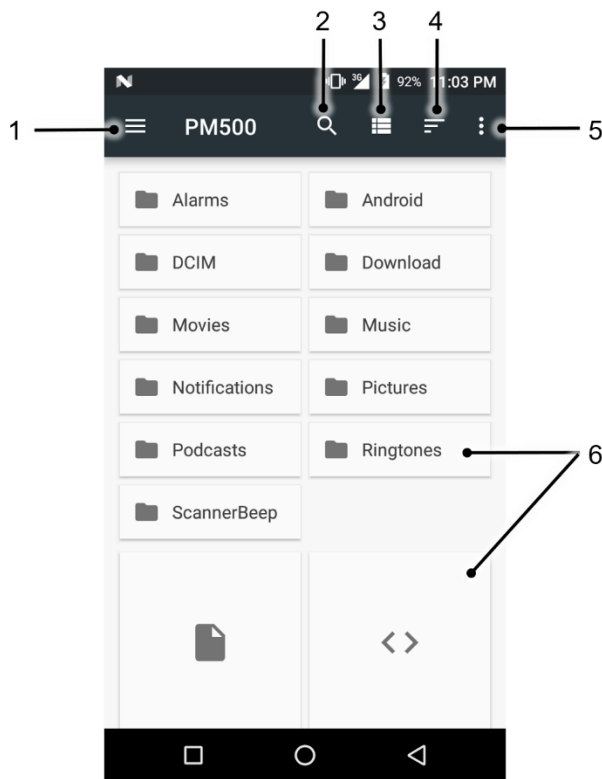 2 3 4
3G 92% 11:03 PM
1 PM500 5
Alarms Android
DCIM Download
Movies Music
Notifications Pictures
Podcasts Ringtones 6
ScannerBeep